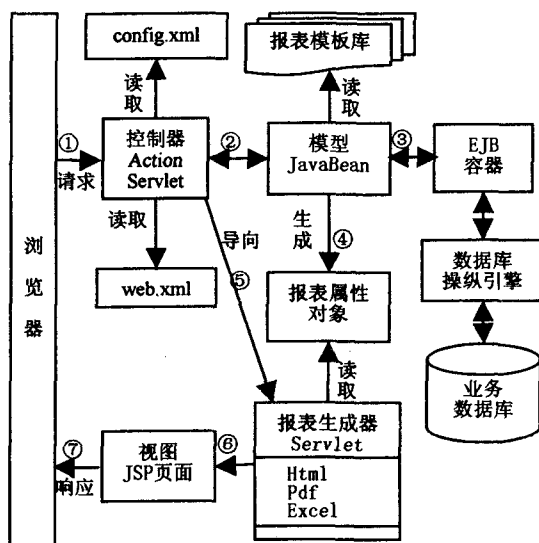 config.xml
报表模板库
读取
读取
①
请求
控制器
Action
Servlet
②
模型
JavaBean
③
EJB
容器
读取
导向
⑤
生成
④
web.xml
报表属性
对象
数据库
操纵引擎
浏览器
读取
业务
数据库
报表生成器
Servlet
Html
Pdf
Excel
⑥
视图
JSP页面
⑦
响应